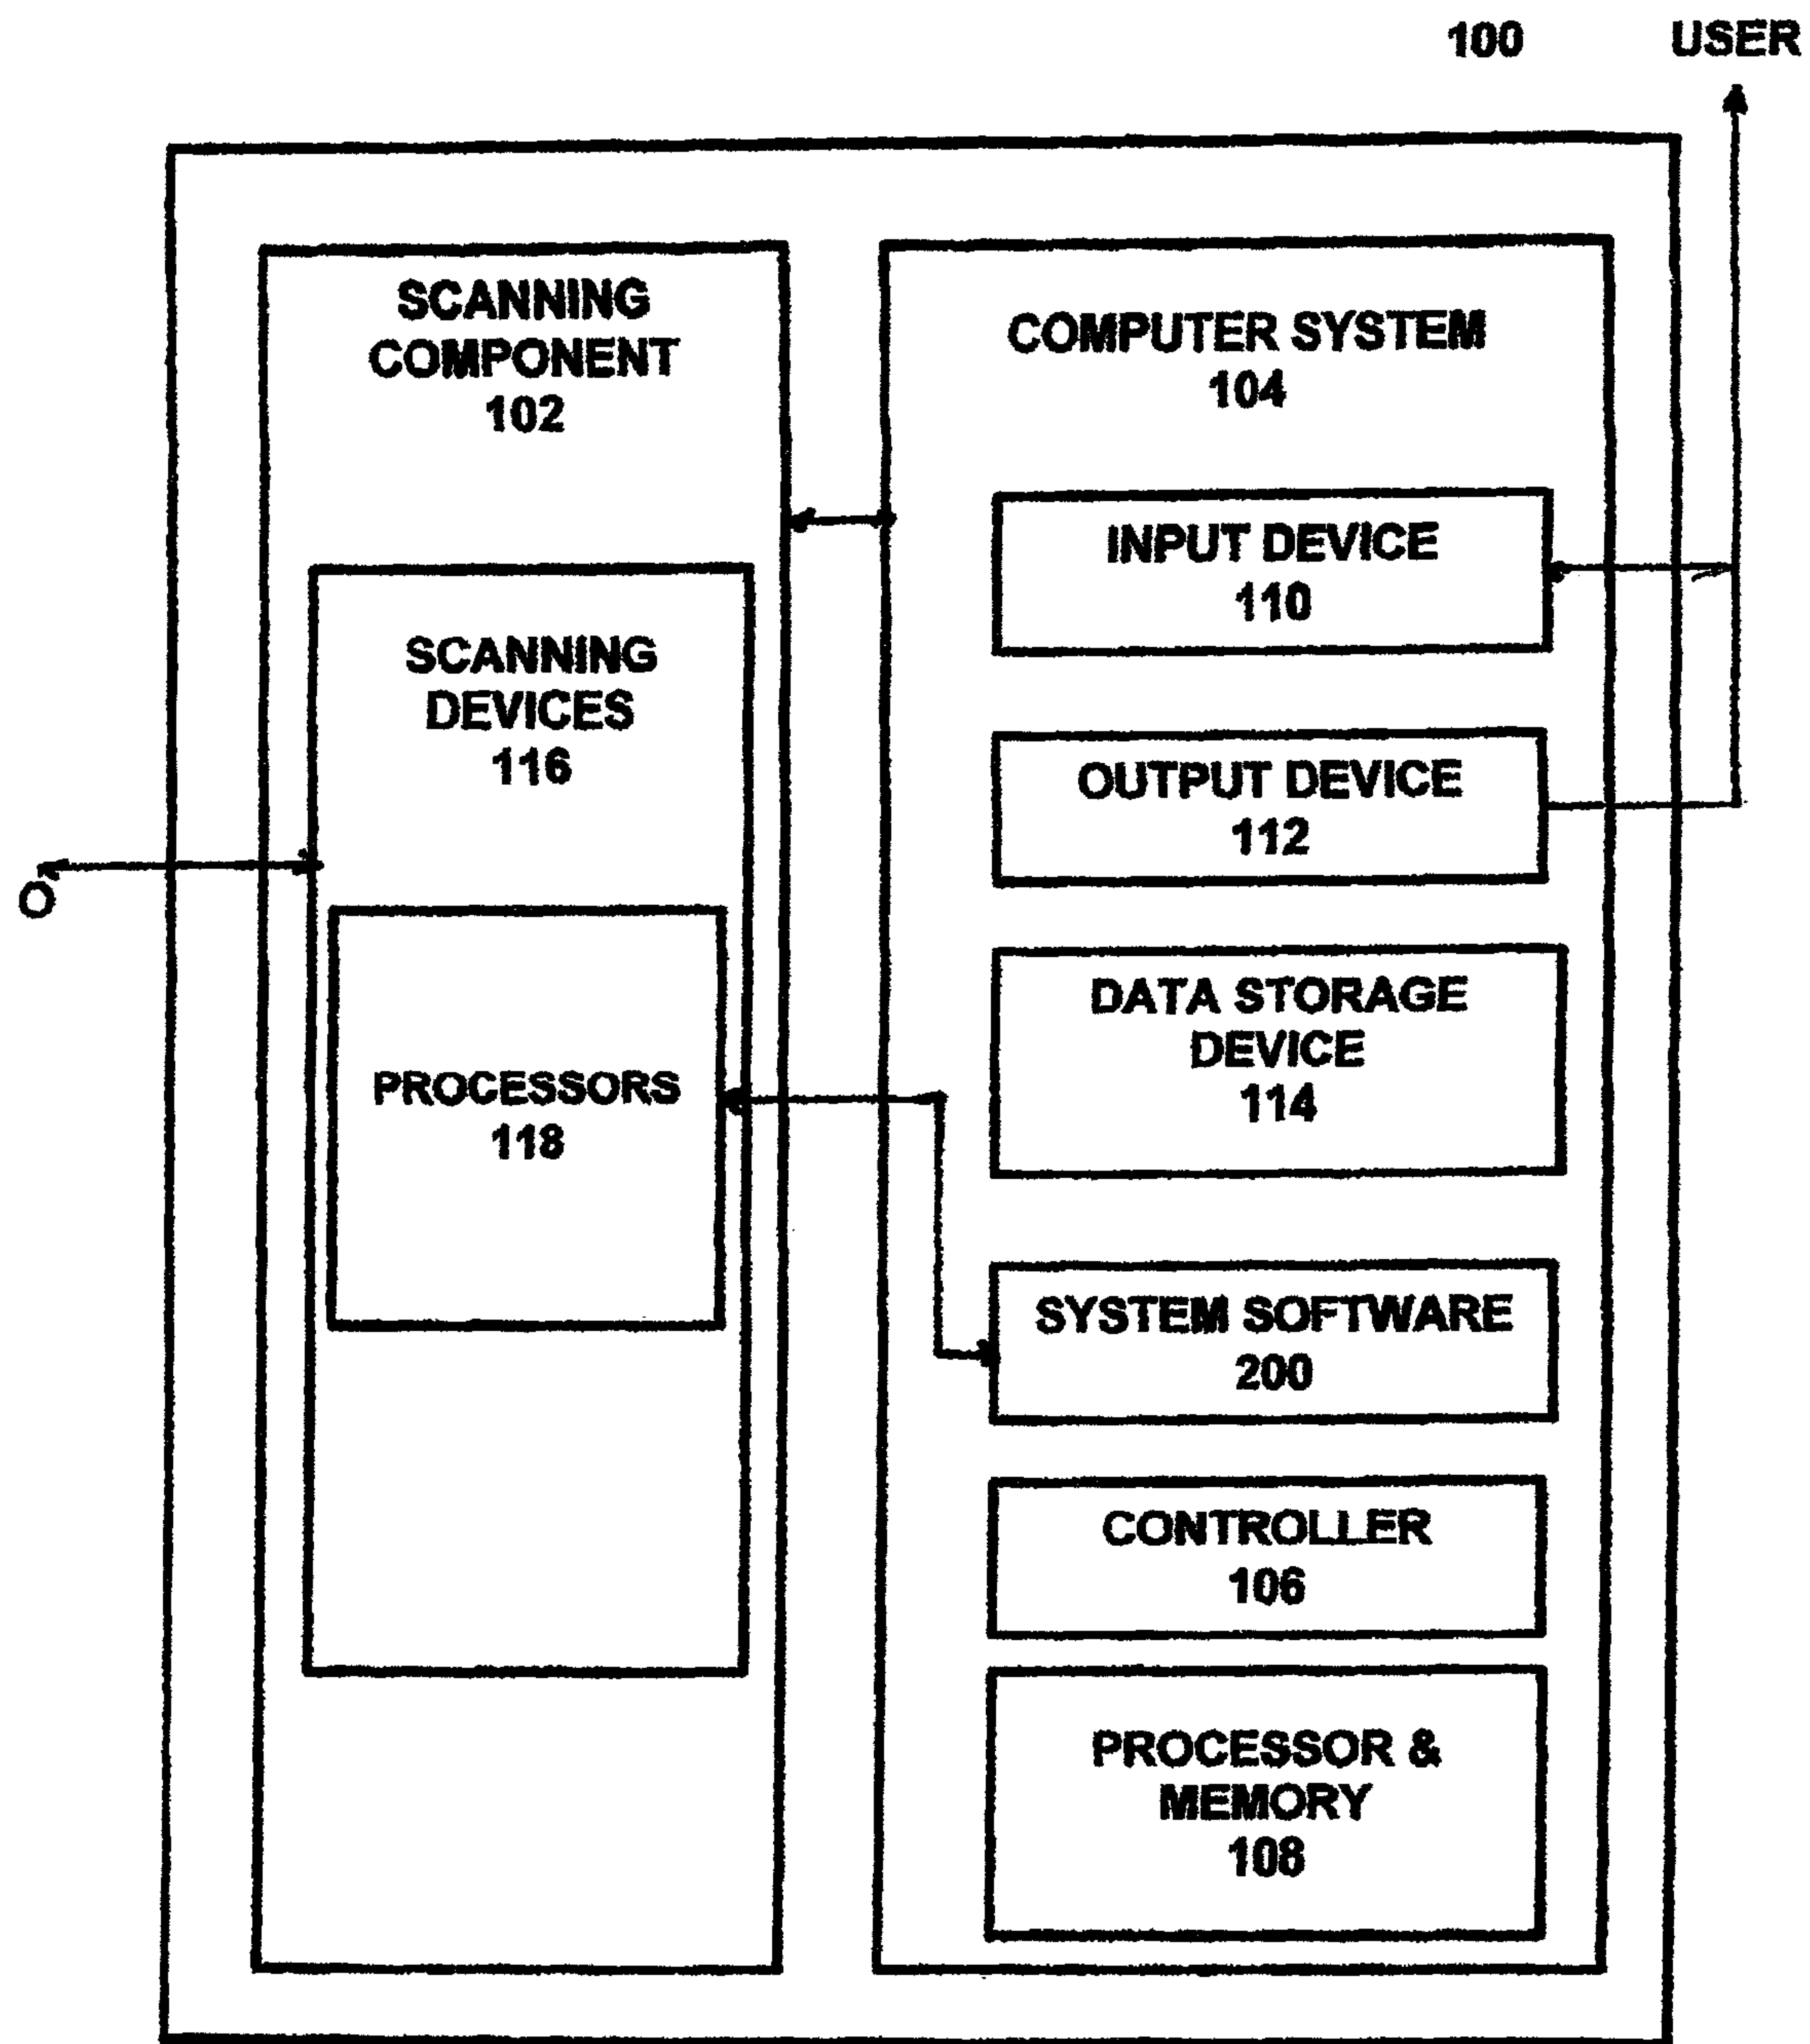 100 USER
SCANNING
COMPONENT
102
SCANNING
DEVICES
116
PROCESSORS
118
O
COMPUTER SYSTEM
104
INPUT DEVICE
110
OUTPUT DEVICE
112
DATA STORAGE
DEVICE
114
SYSTEM SOFTWARE
200
CONTROLLER
106
PROCESSOR &
MEMORY
108